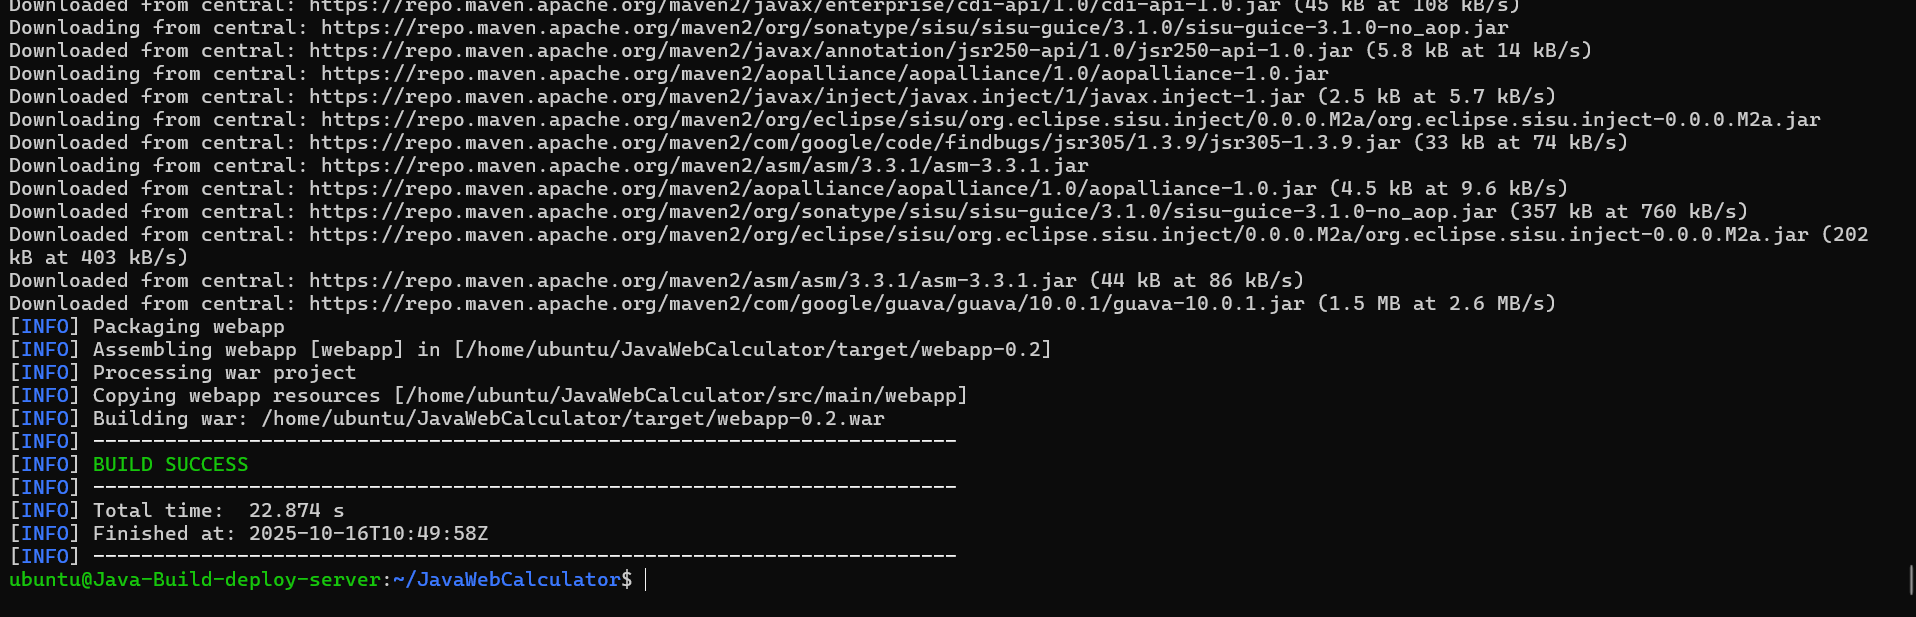 Downloaded from central: https://repo.maven.apache.org/maven2/javax/enterprise/cdi-api/1.0/cdi-api-1.0.jar (45 kB at 108 kB/s)
Downloading from central: https://repo.maven.apache.org/maven2/org/sonatype/sisu/sisu-guice/3.1.0/sisu-guice-3.1.0-no_aop.jar
Downloaded from central: https://repo.maven.apache.org/maven2/javax/annotation/jsr250-api/1.0/jsr250-api-1.0.jar (5.8 kB at 14 kB/s)
Downloading from central: https://repo.maven.apache.org/maven2/aopalliance/aopalliance/1.0/aopalliance-1.0.jar
Downloaded from central: https://repo.maven.apache.org/maven2/javax/inject/javax.inject/1/javax.inject-1.jar (2.5 kB at 5.7 kB/s)
Downloading from central: https://repo.maven.apache.org/maven2/org/eclipse/sisu/org.eclipse.sisu.inject/0.0.0.M2a/org.eclipse.sisu.inject-0.0.0.M2a.jar
Downloaded from central: https://repo.maven.apache.org/maven2/com/google/code/findbugs/jsr305/1.3.9/jsr305-1.3.9.jar (33 kB at 74 kB/s)
Downloading from central: https://repo.maven.apache.org/maven2/asm/asm/3.3.1/asm-3.3.1.jar
Downloaded from central: https://repo.maven.apache.org/maven2/aopalliance/aopalliance/1.0/aopalliance-1.0.jar (4.5 kB at 9.6 kB/s)
Downloaded from central: https://repo.maven.apache.org/maven2/org/sonatype/sisu/sisu-guice/3.1.0/sisu-guice-3.1.0-no_aop.jar (357 kB at 760 kB/s)
Downloaded from central: https://repo.maven.apache.org/maven2/org/eclipse/sisu/org.eclipse.sisu.inject/0.0.0.M2a/org.eclipse.sisu.inject-0.0.0.M2a.jar (202
kB at 403 kB/s)
Downloaded from central: https://repo.maven.apache.org/maven2/asm/asm/3.3.1/asm-3.3.1.jar (44 kB at 86 kB/s)
Downloaded from central: https://repo.maven.apache.org/maven2/com/google/guava/guava/10.0.1/guava-10.0.1.jar (1.5 MB at 2.6 MB/s)
[INFO] Packaging webapp
[INFO] Assembling webapp [webapp] in [/home/ubuntu/JavaWebCalculator/target/webapp-0.2]
[INFO] Processing war project
[INFO] Copying webapp resources [/home/ubuntu/JavaWebCalculator/src/main/webapp]
[INFO] Building war: /home/ubuntu/JavaWebCalculator/target/webapp-0.2.war
[INFO] ------------------------------------------------------------------------
[INFO] BUILD SUCCESS
[INFO] ------------------------------------------------------------------------
[INFO] Total time:  22.874 s
[INFO] Finished at: 2025-10-16T10:49:58Z
[INFO] ------------------------------------------------------------------------
ubuntu@Java-Build-deploy-server:~/JavaWebCalculator$